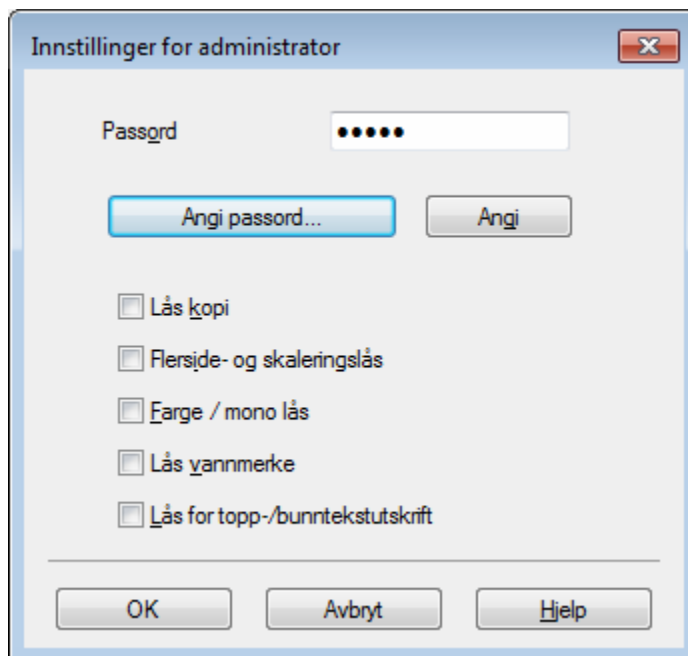 Innstillinger for administrator
Passord
•••••
Angi passord...
Angi
Lås kopi
Flerside- og skaleringslås
Farge / mono lås
Lås vannmerke
Lås for topp-/bunntekstutskrift
OK
Avbryt
Hjelp